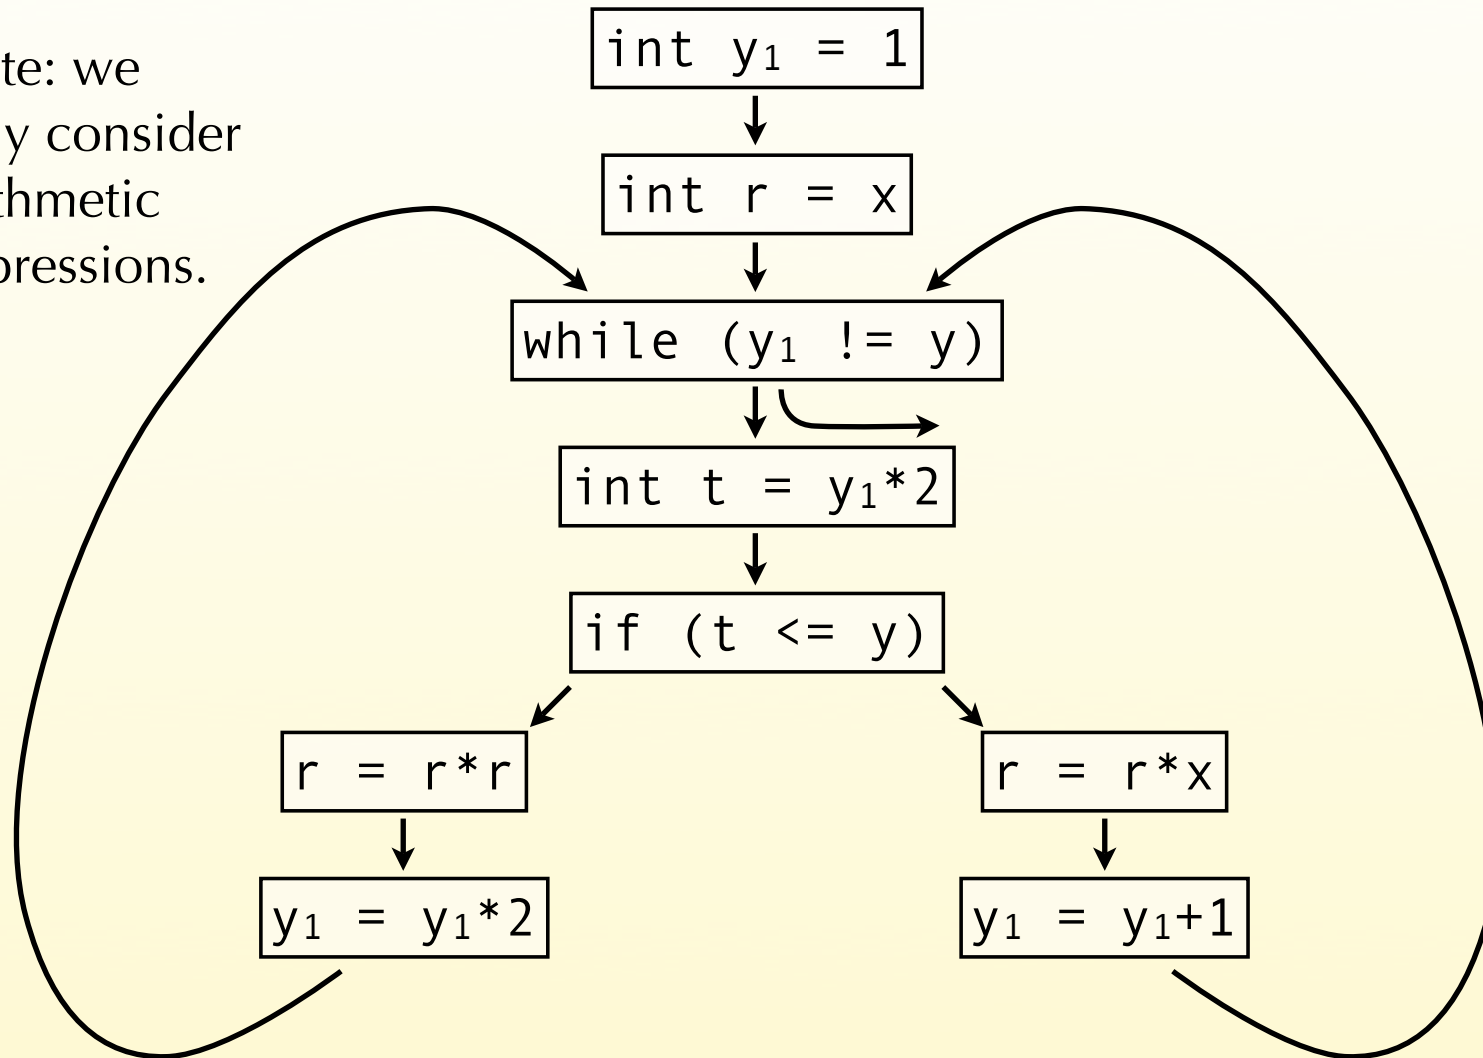 te: we
y consider
thmetic
pressions.
int y₁ = 1
int r = x
while (y₁ != y)
int t = y₁*2
if (t <= y)
r = r*r
r = r*x
y₁ = y₁*2
y₁ = y₁+1